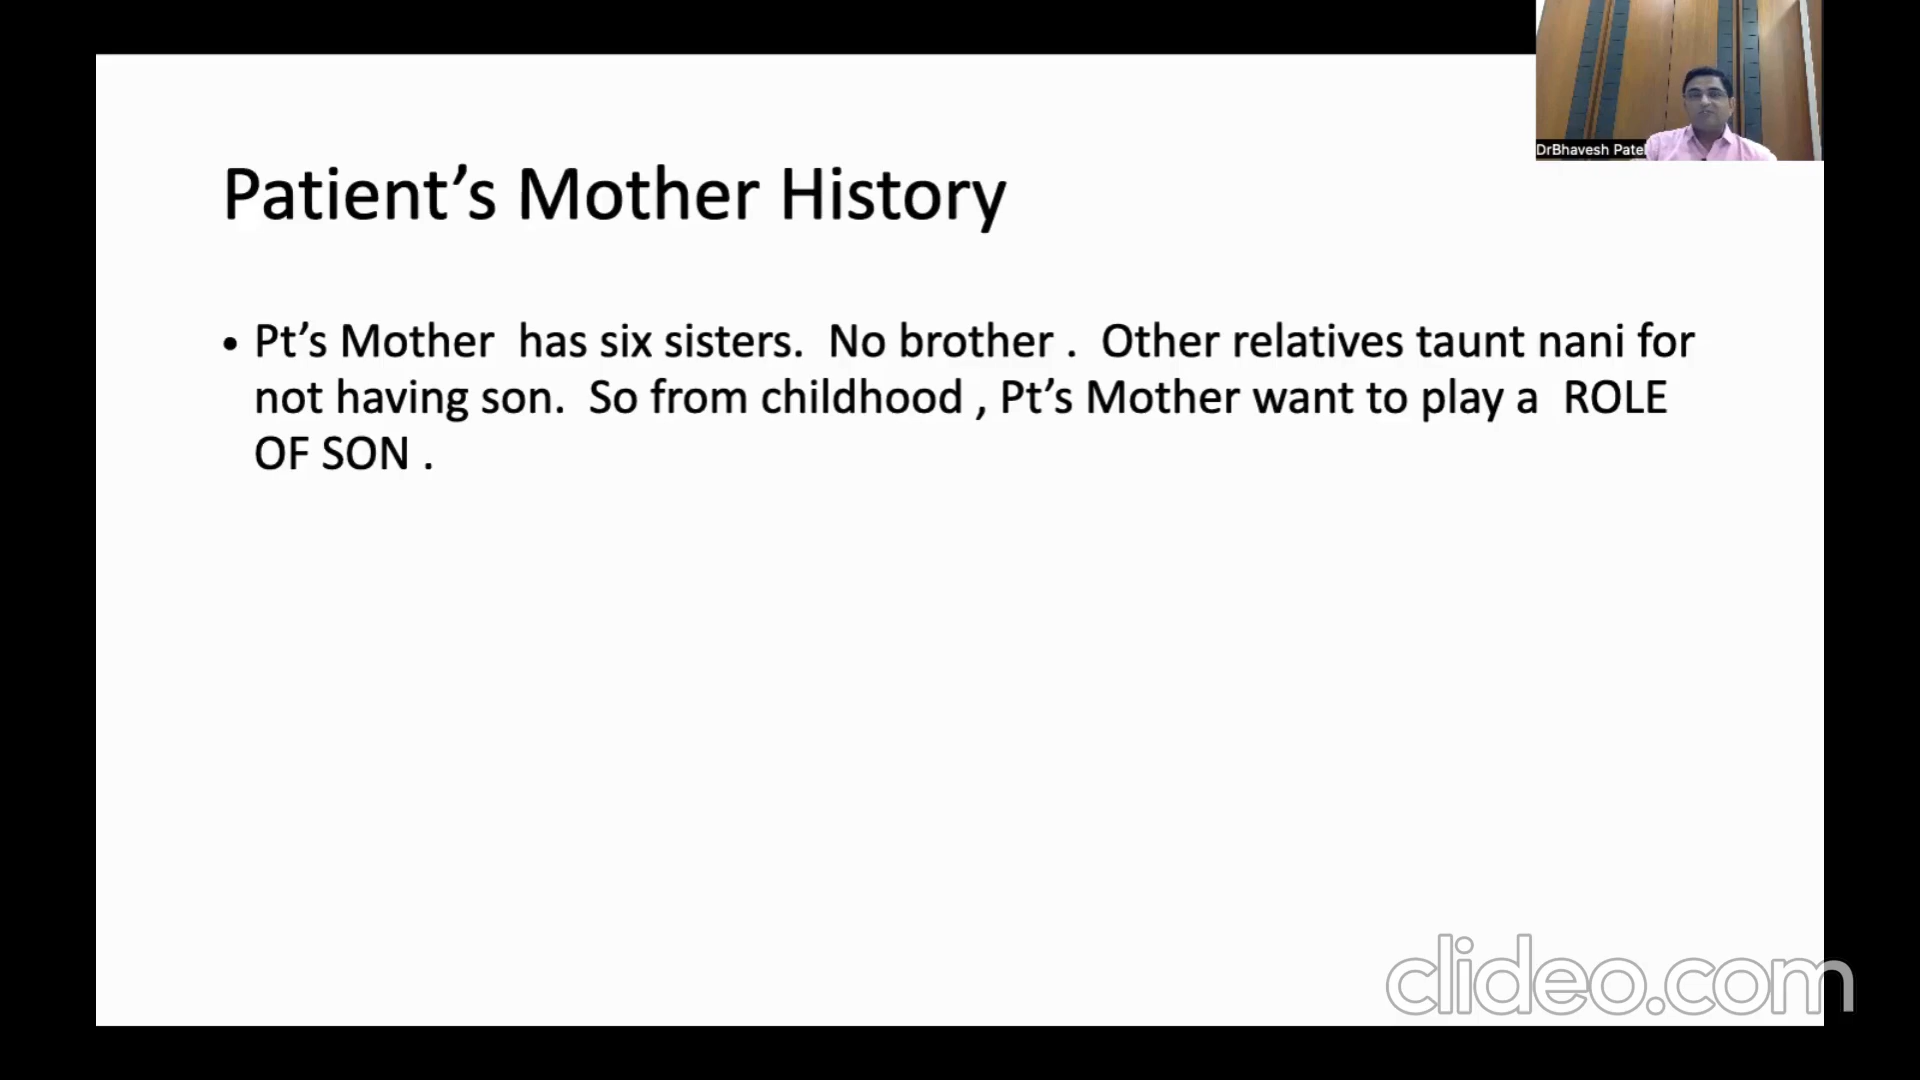 DrBhavesh Patel
Patient’s Mother History
• Pt’s Mother has six sisters. No brother . Other relatives taunt nani for
not having son. So from childhood , Pt’s Mother want to play a ROLE
OF SON .
clideo.com